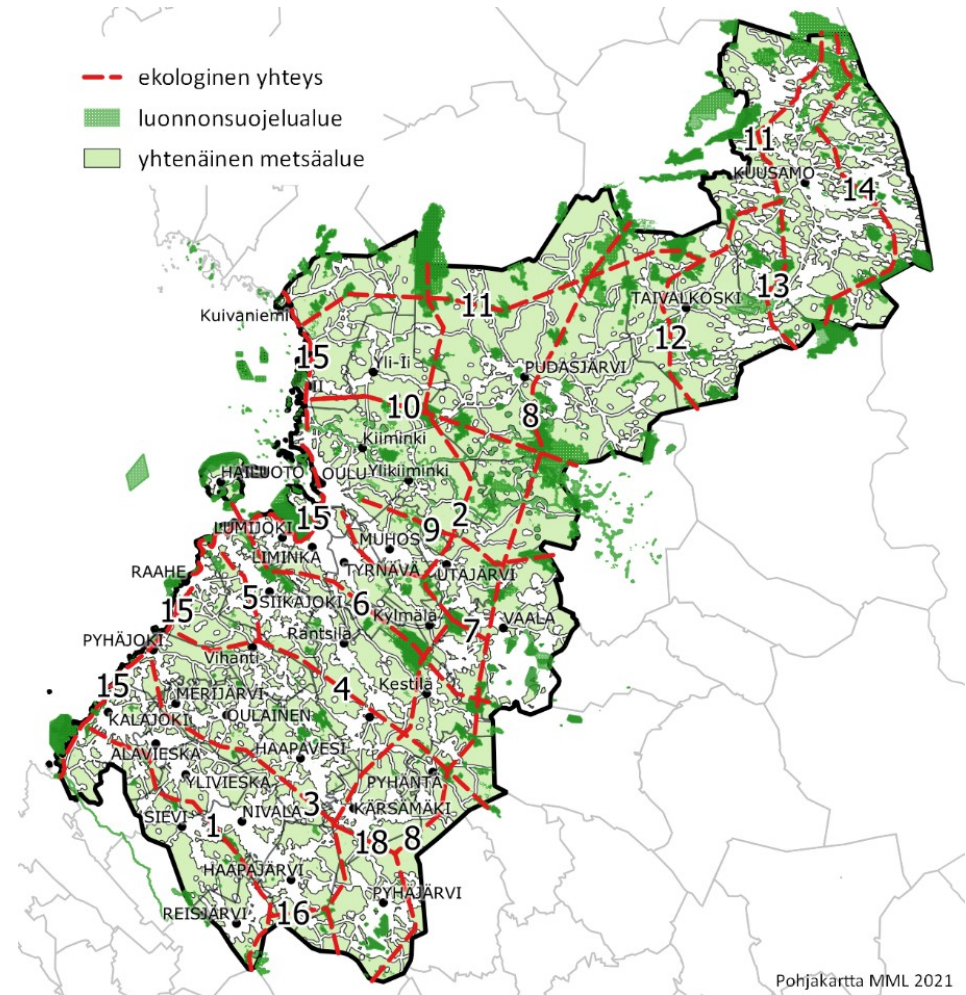 ekologinen yhteys
luonnonsuojelualue
yhtenäinen metsäalue
11
KUUSAMO
14
13
TAIVALKOSKI
Kuivaniemi
11
12
15
Yli-Ii
PUDASJÄRVI
Ii
10
8
Kiiminki
HAILUOTO
OULU
Ylikiiminki
15
2
LUMIJOKI
9
MUHOS
LIMINKA
TYRNÄVÄ
UTAJÄRVI
RAAHE
5
SIIKAJOKI
6
15
Kylmälä
7
VAALA
PYHÄJOKI
Rantsila
Vihanti
4
Kestilä
15
MERIJÄRVI
KALAJOKI
OULAINEN
ALAVIESKA
HAAPAVESI
YLIVIESKA
PYHÄNTÄ
3
KÄRSÄMÄKI
SIEVI
1
NIVALA
18
8
HAAPAJÄRVI
PYHÄJÄRVI
REISJÄRVI
16
Pohjakartta MML 2021